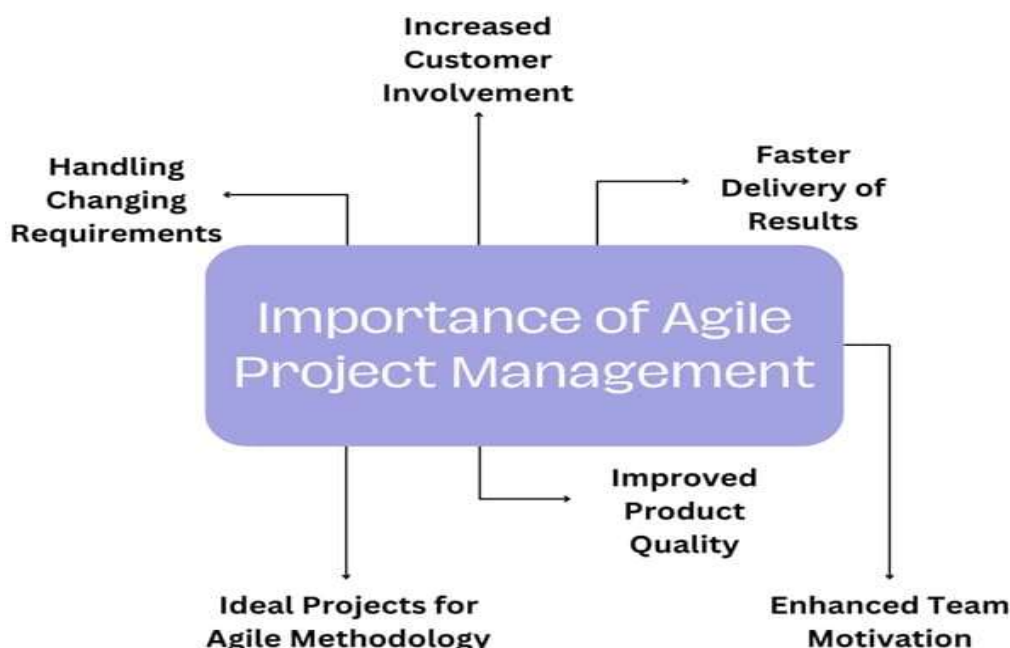 Increased
Customer
Involvement
Handling
Changing
Requirements
Faster
Delivery of
Results
Importance of Agile
Project Management
Improved
Product
Quality
Ideal Projects for
Agile Methodology
Enhanced Team
Motivation